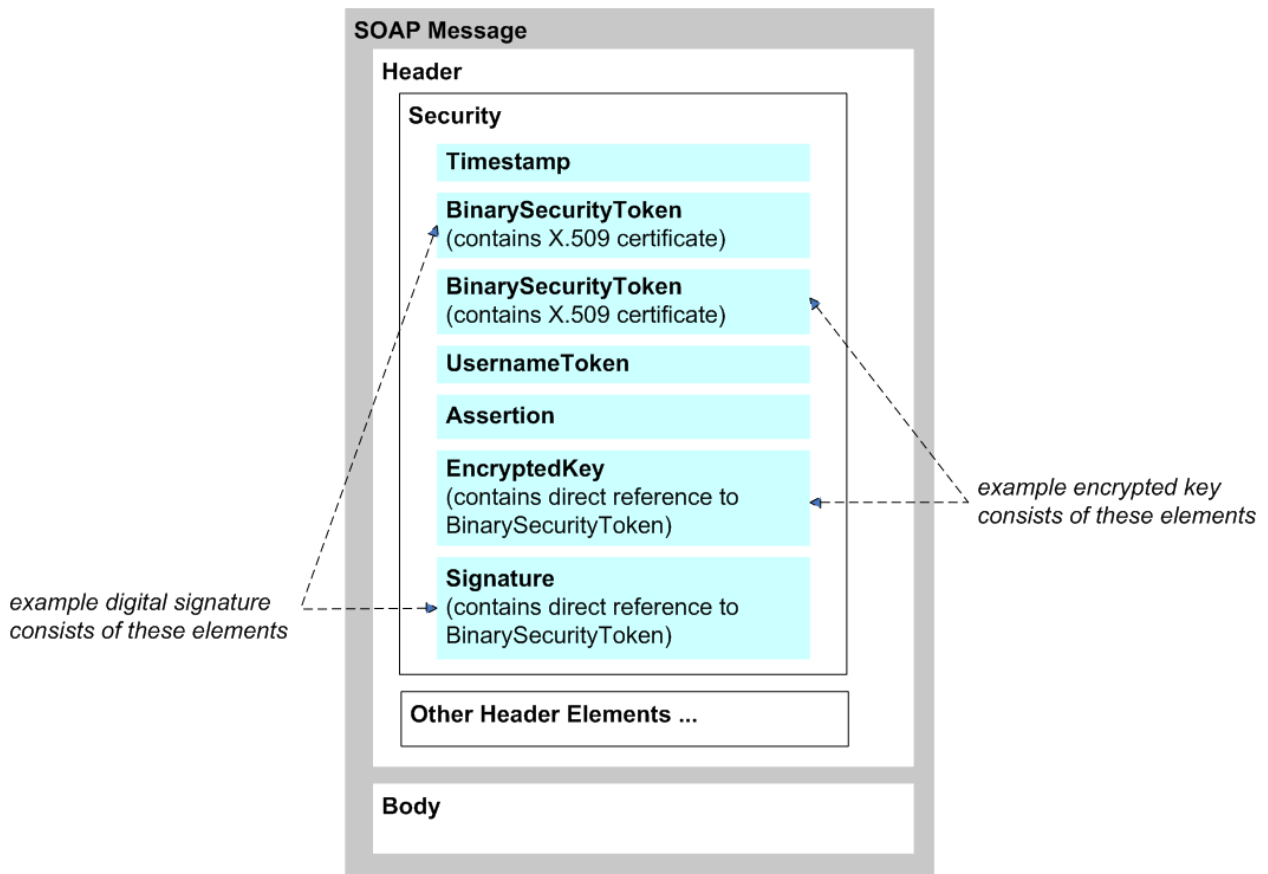 SOAP Message
Header
Security
Timestamp
BinarySecurityToken
(contains X.509 certificate)
BinarySecurityToken
(contains X.509 certificate)
UsernameToken
Assertion
EncryptedKey
(contains direct reference to
BinarySecurityToken)
example encrypted key
consists of these elements
Signature
(contains direct reference to
BinarySecurityToken)
example digital signature
consists of these elements
Other Header Elements ...
Body